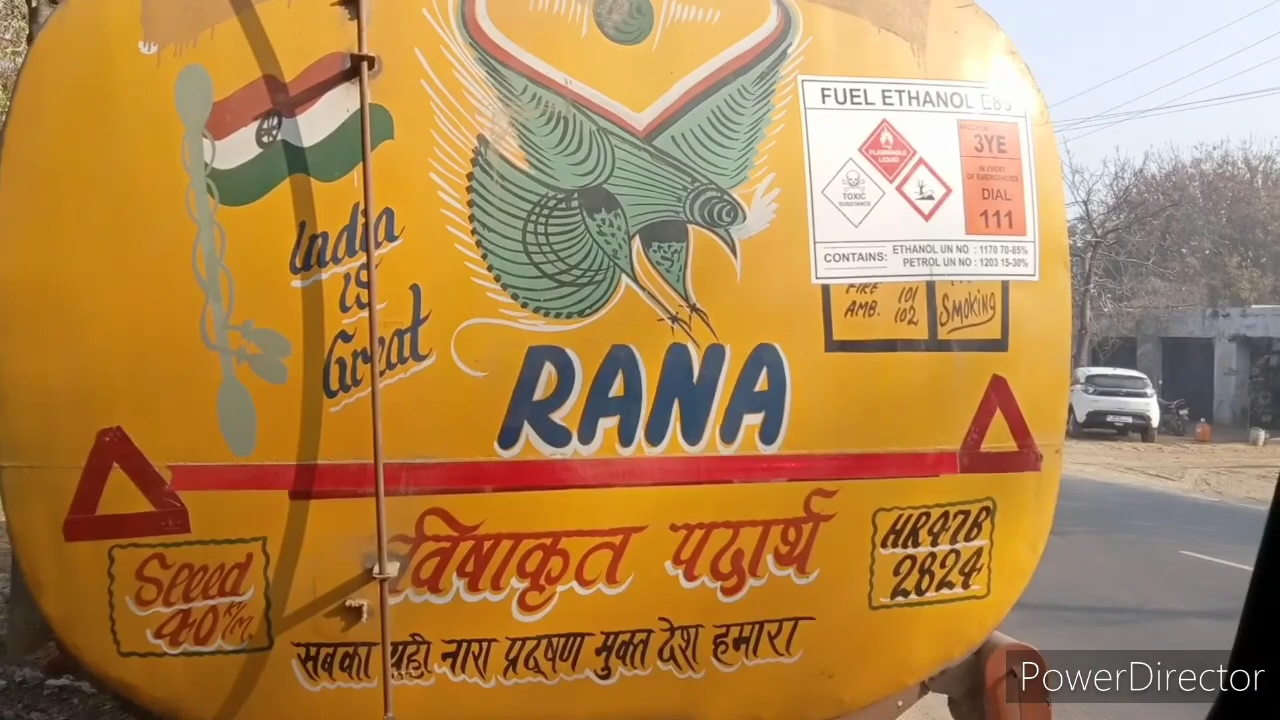 FUEL ETHANOL E85
FLAMMABLE
LIQUID
TOXIC
SUBSTANCE
3YE
IN EVENT
OF EMERGENCIES
DIAL
111
CONTAINS:
ETHANOL UN NO : 1170 70-85%
PETROL UN NO : 1203 15-30%
FIRE 101
AMB. 102
SMOKING
India
is
Great
RANA
विषाकृत पदार्थ
HR47B
2824
Speed
40 K/M.
सबका यही नारा प्रदूषण मुक्त देश हमारा
PowerDirector